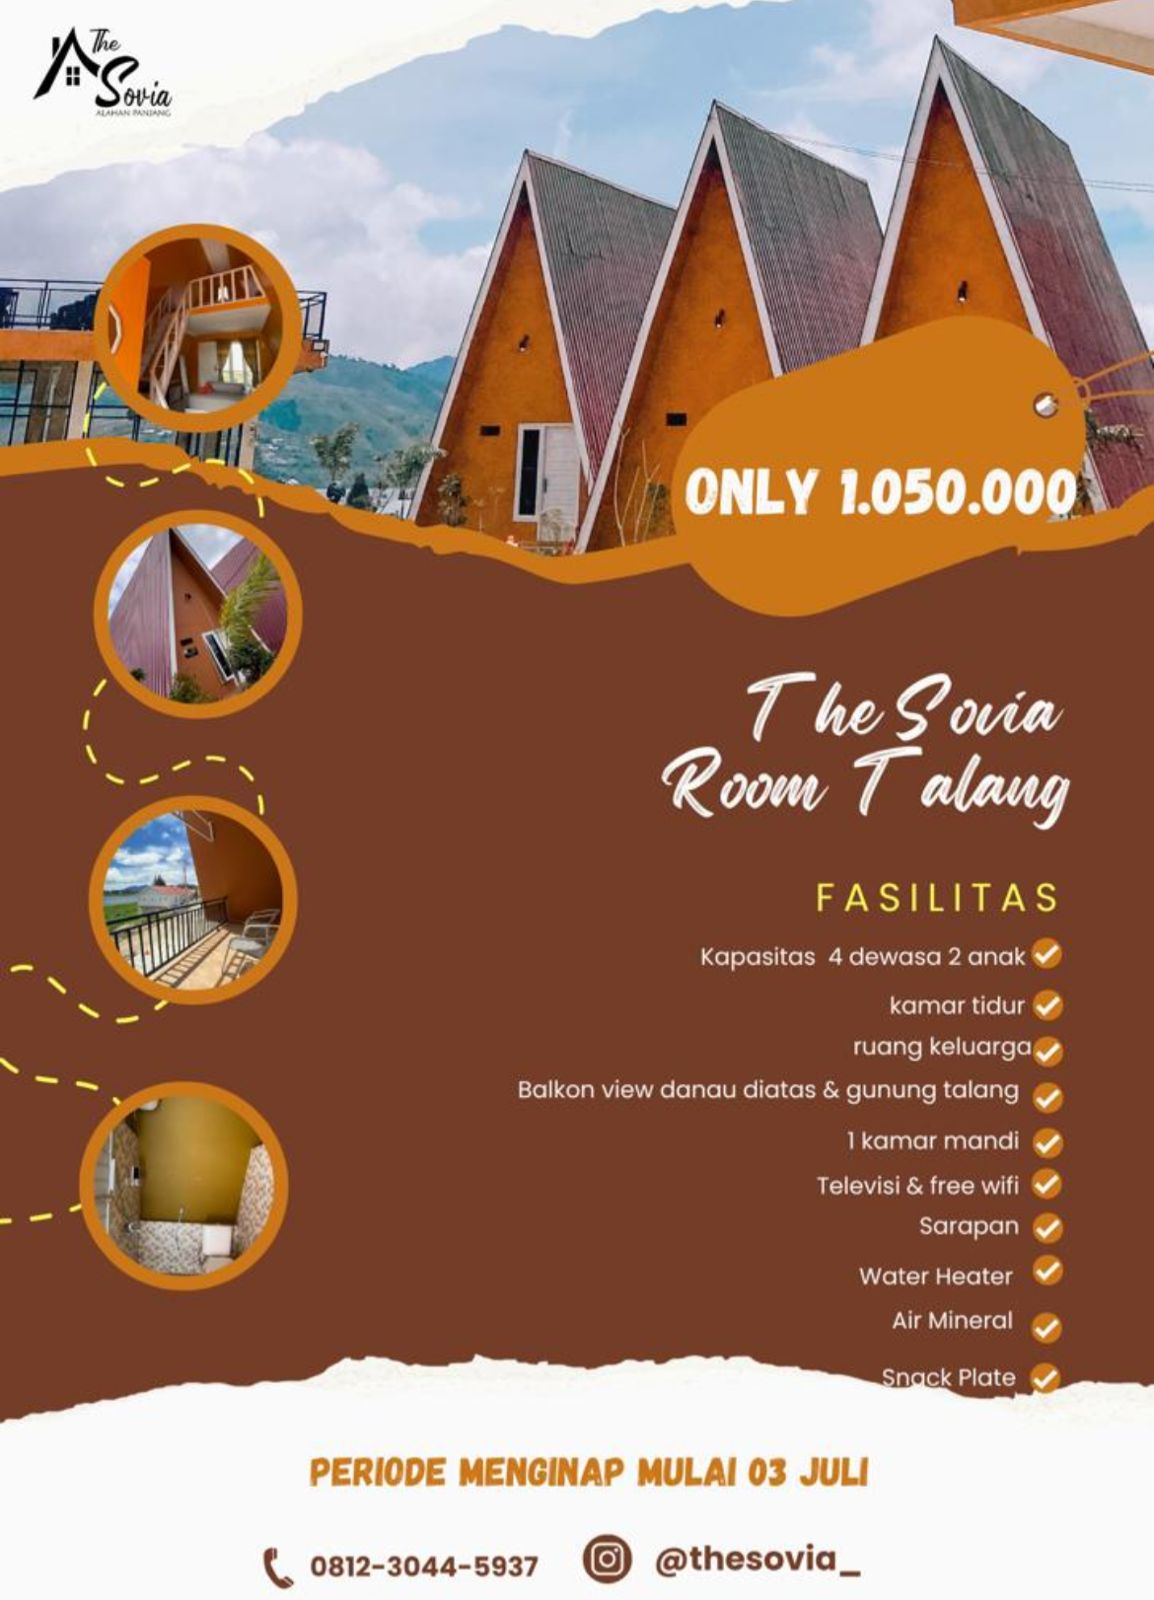 The
Sovia
ALAHAN PANJANG
ONLY 1.050.000
The Sovia
Room Talang
FASILITAS
Kapasitas 4 dewasa 2 anak
kamar tidur
ruang keluarga
Balkon view danau diatas & gunung talang
1 kamar mandi
Televisi & free wifi
Sarapan
Water Heater
Air Mineral
Snack Plate
PERIODE MENGINAP MULAI 03 JULI
0812-3044-5937 @thesovia_